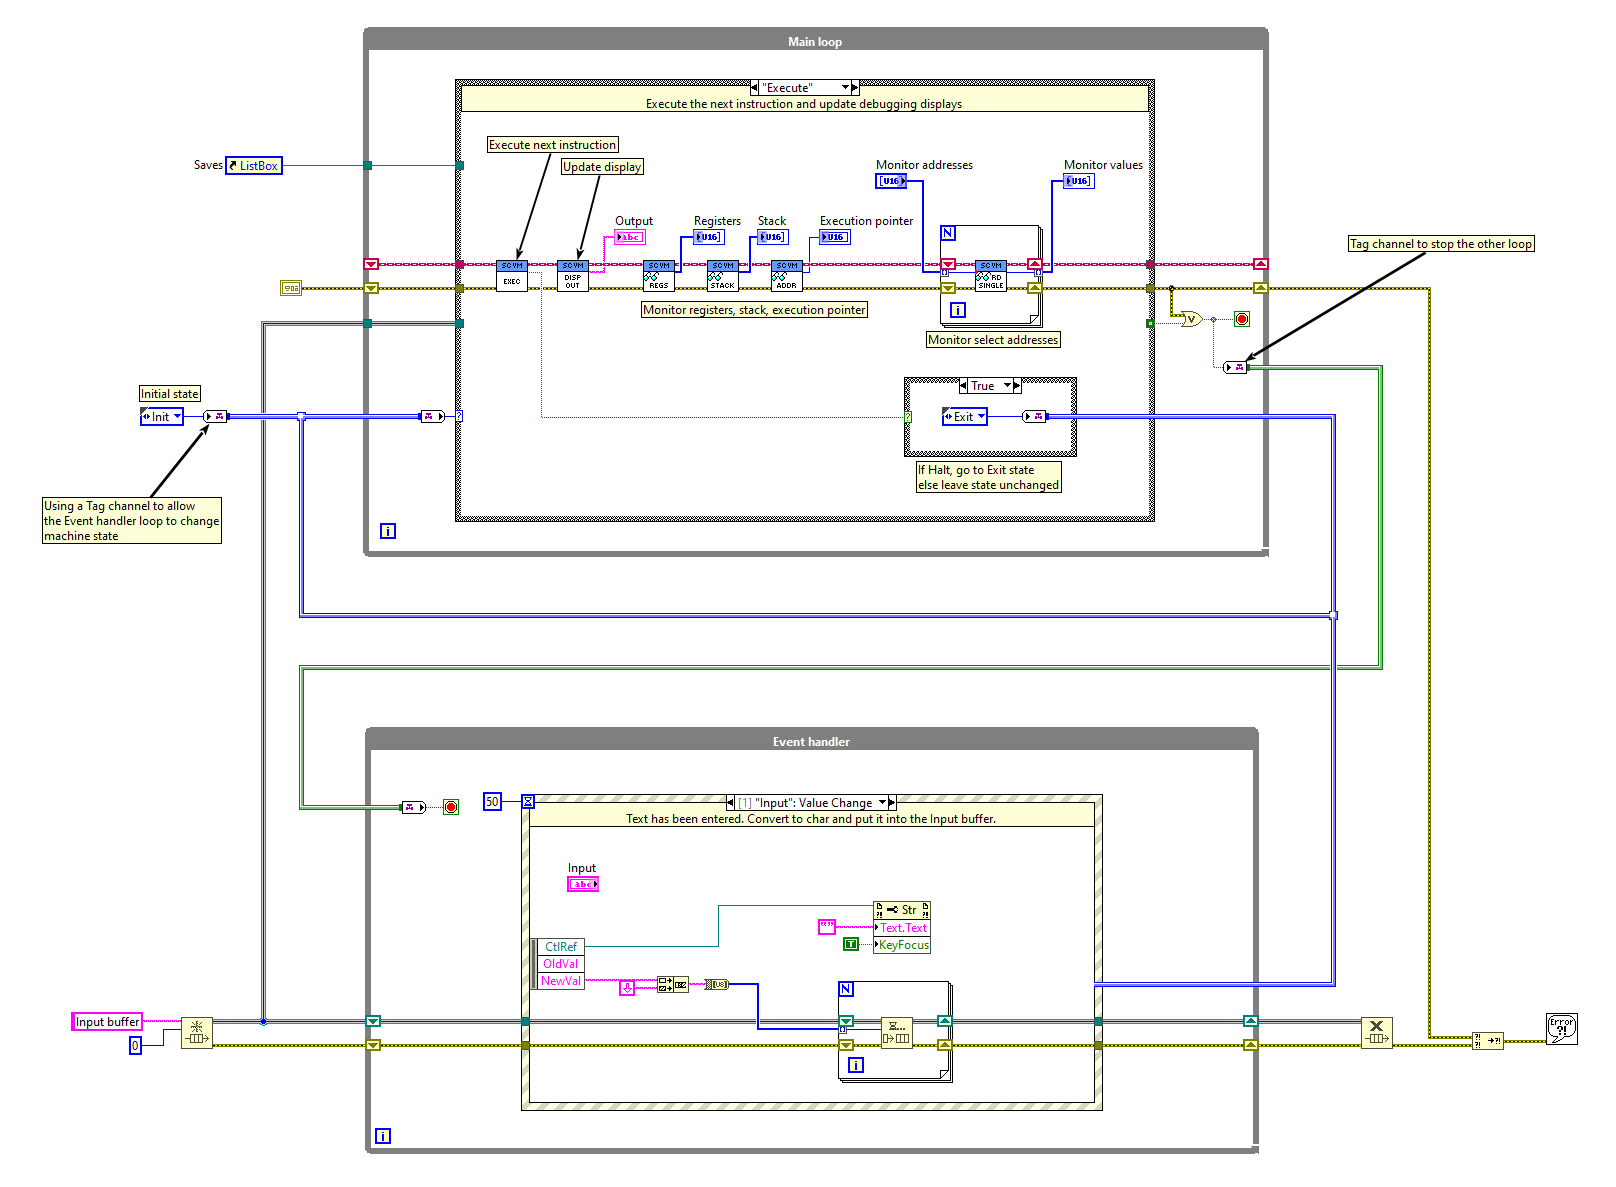 Main loop
"Execute"
Execute the next instruction and update debugging displays
Execute next instruction
Update display
Saves
ListBox
Monitor addresses
Monitor values
[U16]
U16]
Output
abc
Registers
U16]
Stack
U16]
Execution pointer
U16
Tag channel to stop the other loop
N
SCVM
EXEC
SCVM
DISP
OUT
SCVM
REGS
SCVM
STACK
SCVM
ADDR
SCVM
RD
SINGLE
Monitor registers, stack, execution pointer
i
Monitor select addresses
V
Initial state
Init
?
True
?
Exit
If Halt, go to Exit state
else leave state unchanged
Using a Tag channel to allow
the Event handler loop to change
machine state
i
Event handler
50
[1] "Input": Value Change
Text has been entered. Convert to char and put it into the Input buffer.
Input
abc
Str
""
Text.Text
T
KeyFocus
CtlRef
OldVal
NewVal
[U8]
N
Input buffer
0
i
X
Error
?!
i